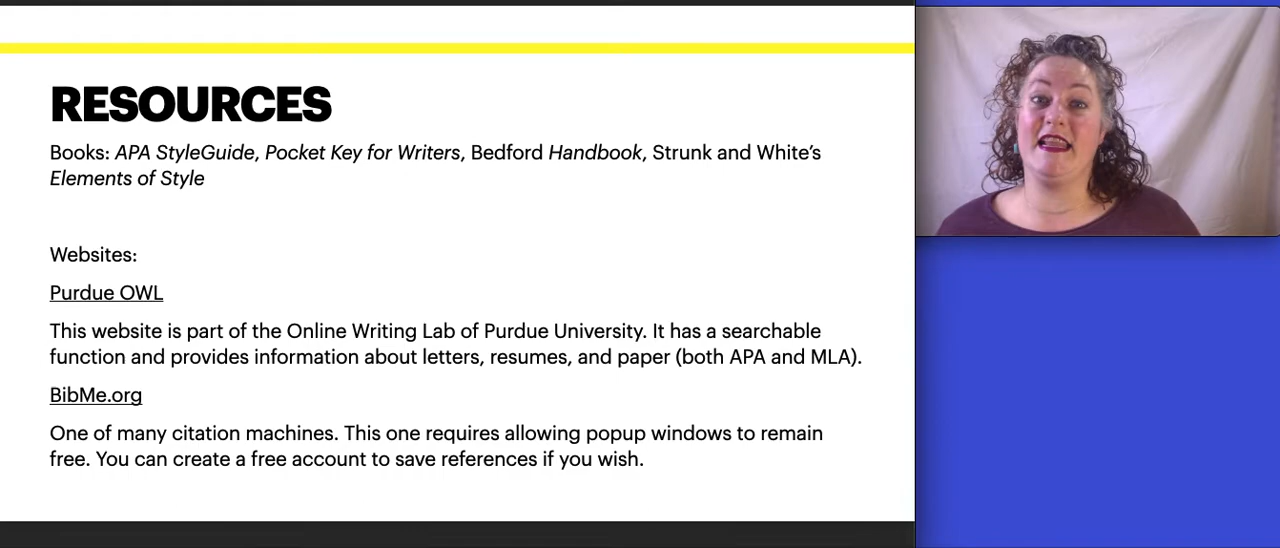 RESOURCES
Books: APA StyleGuide, Pocket Key for Writers, Bedford Handbook, Strunk and White’s
Elements of Style
Websites:
Purdue OWL
This website is part of the Online Writing Lab of Purdue University. It has a searchable
function and provides information about letters, resumes, and paper (both APA and MLA).
BibMe.org
One of many citation machines. This one requires allowing popup windows to remain
free. You can create a free account to save references if you wish.